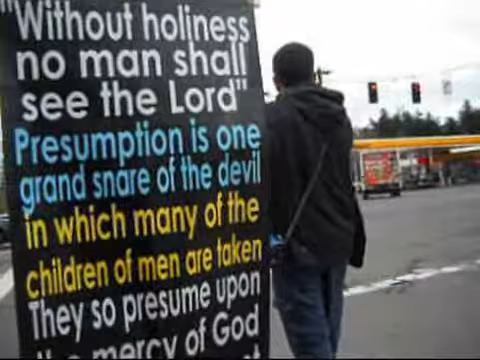 "Without holiness
no man shall
see the Lord"
Presumption is one
grand snare of the devil
in which many of the
children of men are taken
They so presume upon
the mercy of God